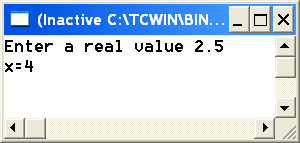 (Inactive C:\TCWIN\BIN...
Enter a real value 2.5
x=4